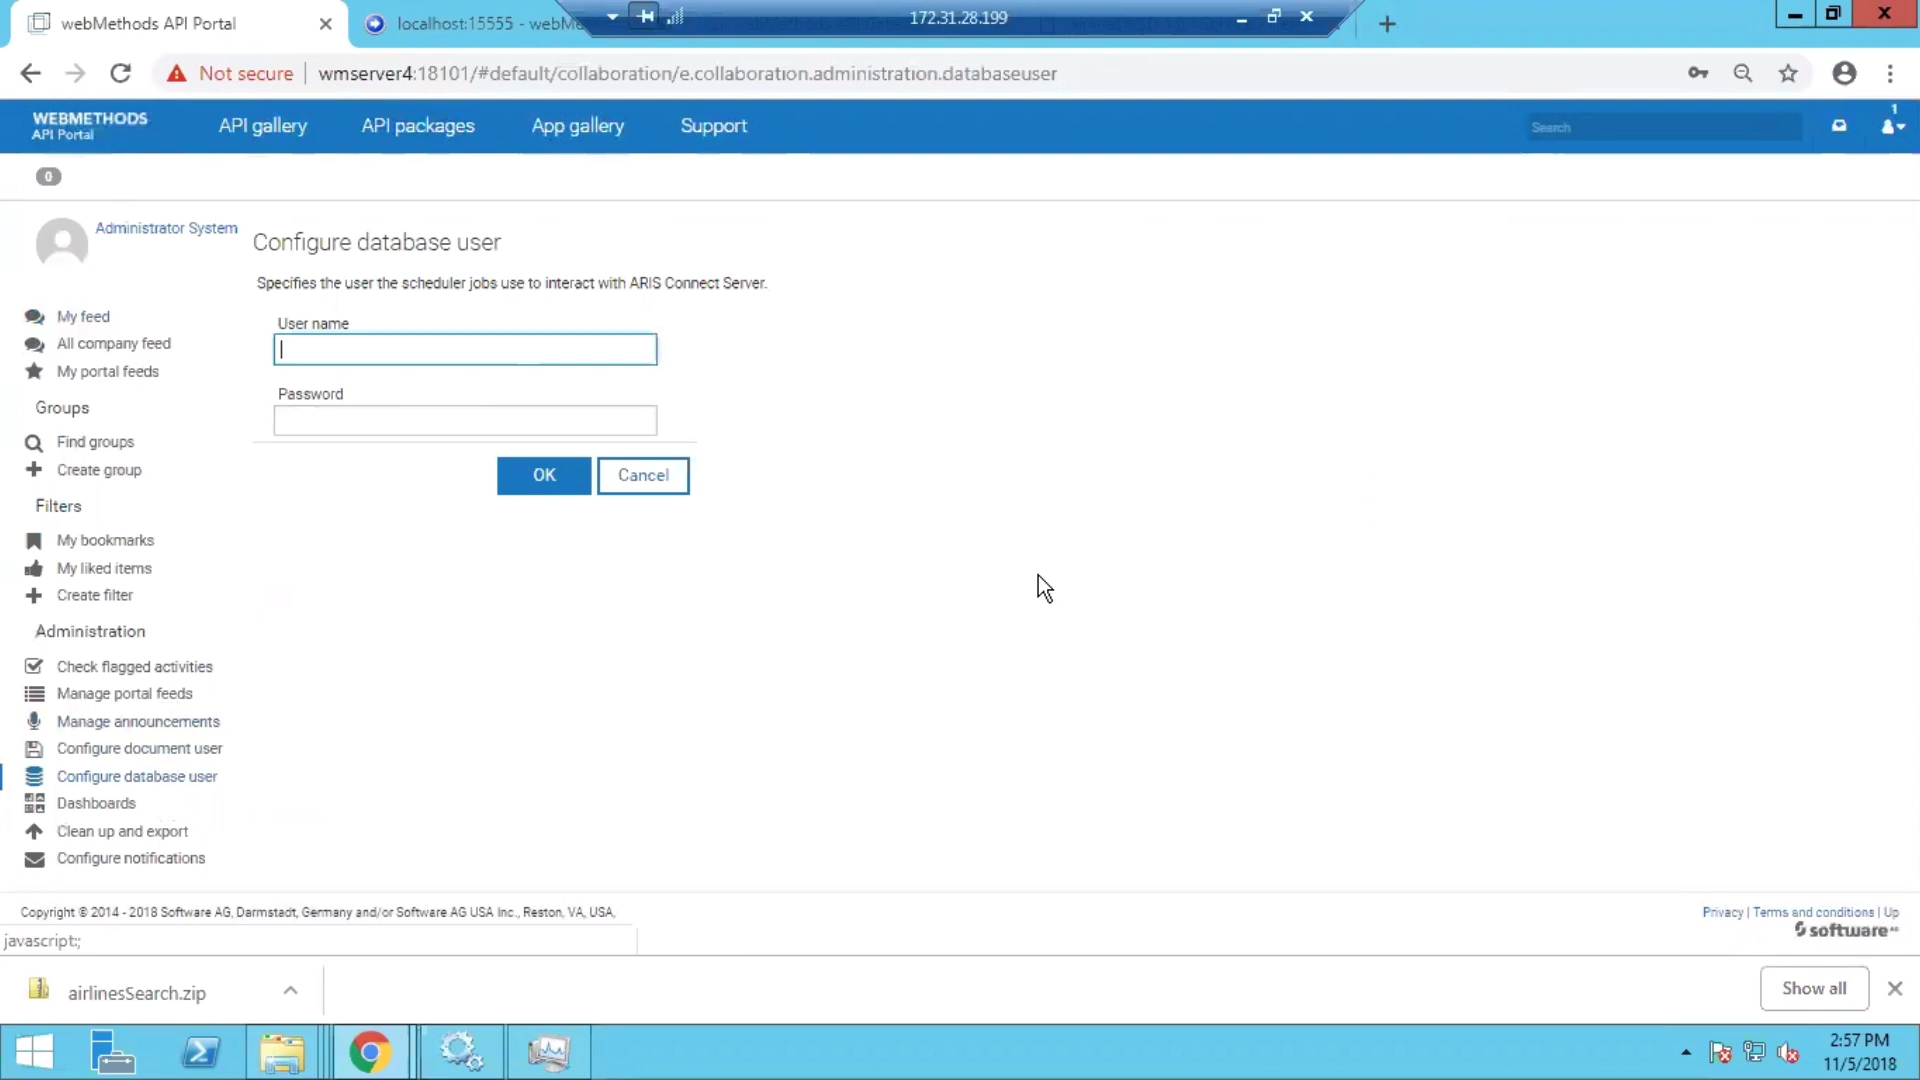 webMethods API Portal
localhost:15555 - webMe
172.31.28.199
Not secure
wmserver4:18101/#default/collaboration/e.collaboration.administration.databaseuser
WEBMETHODS
API Portal
API gallery
API packages
App gallery
Support
Search
1
0
Administrator System
My feed
All company feed
My portal feeds
Groups
Find groups
Create group
Filters
My bookmarks
My liked items
Create filter
Administration
Check flagged activities
Manage portal feeds
Manage announcements
Configure document user
Configure database user
Dashboards
Clean up and export
Configure notifications
Configure database user
Specifies the user the scheduler jobs use to interact with ARIS Connect Server.
User name
Password
OK
Cancel
Copyright © 2014 - 2018 Software AG, Darmstadt, Germany and/or Software AG USA Inc., Reston, VA, USA,
Privacy | Terms and conditions | Up
software AG
javascript:;
airlinesSearch.zip
Show all
2:57 PM
11/5/2018